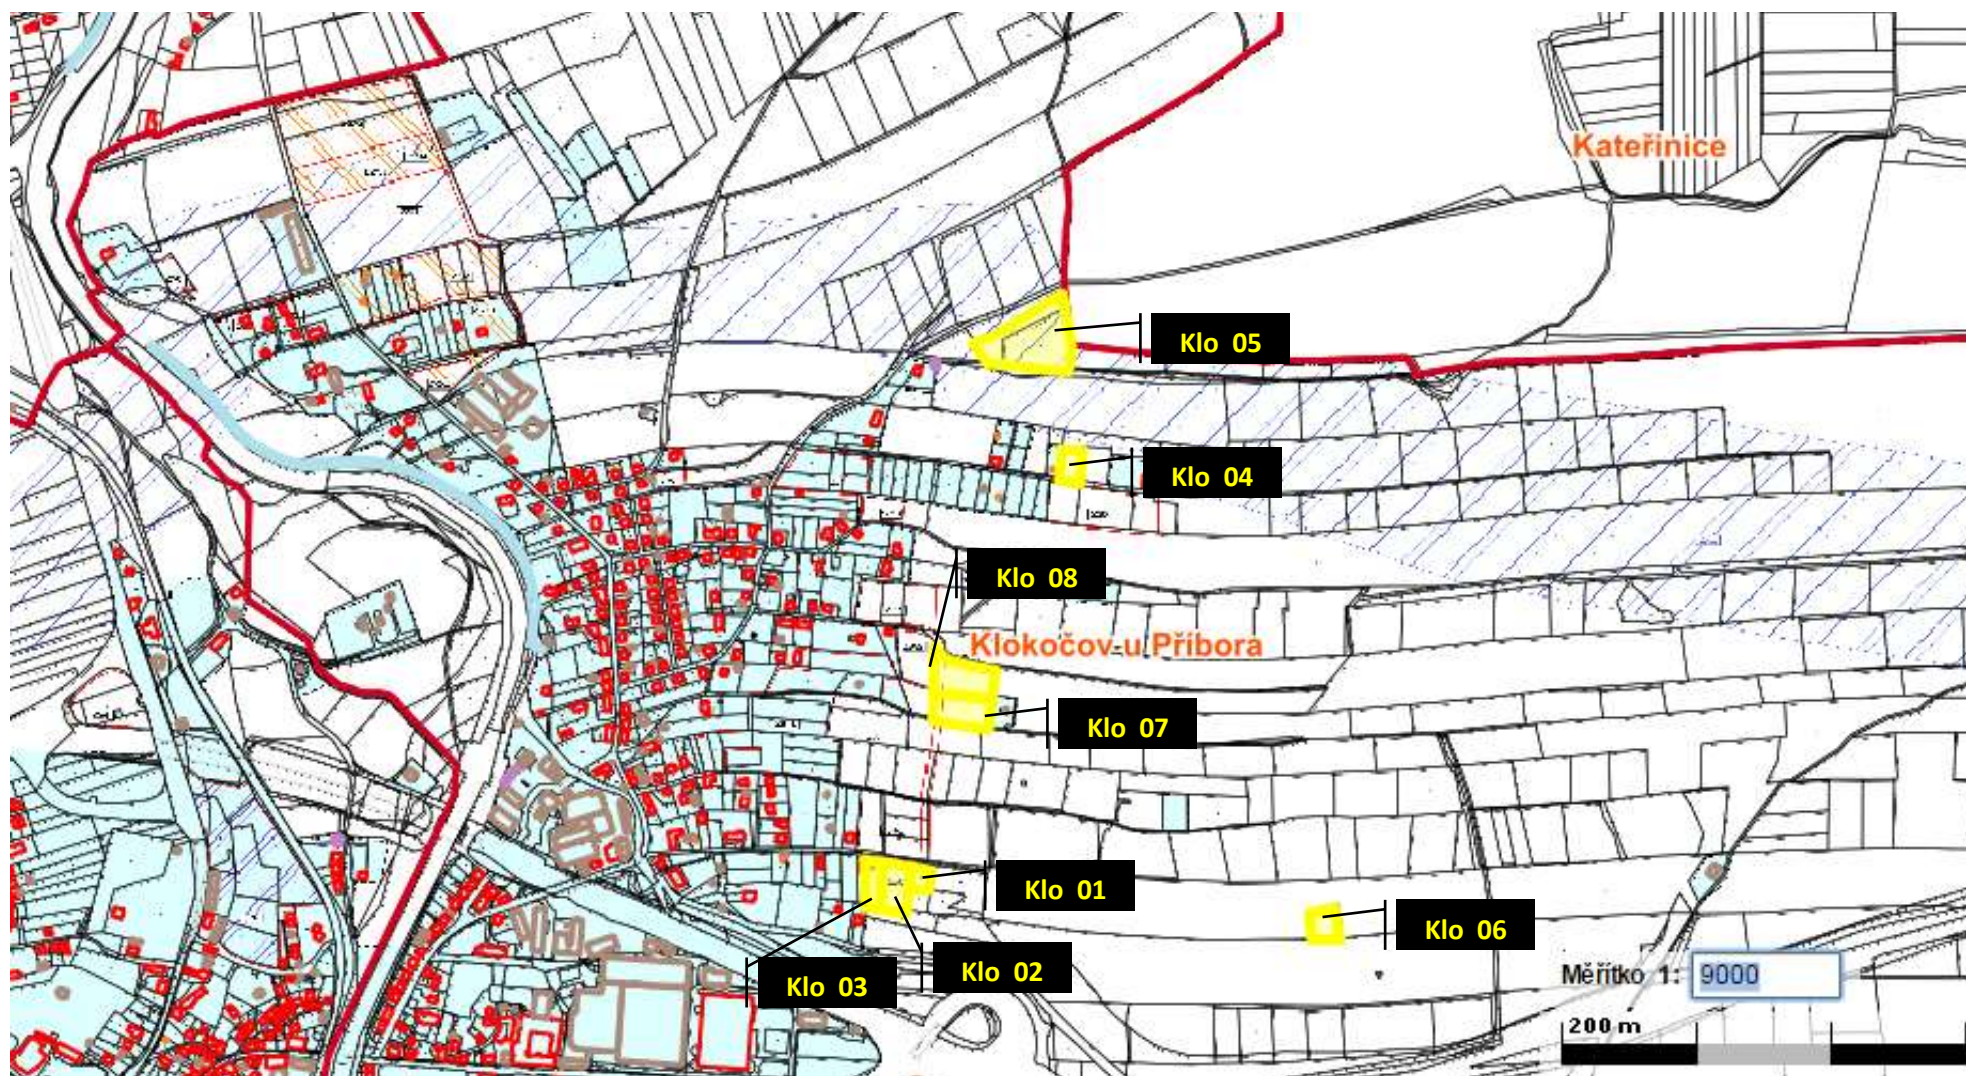 Kateřinice
Klo 05
Klo 04
Klo 08
Klokočov u Příbora
Klo 07
Klo 01
Klo 06
Klo 02
Klo 03
Měřítko 1: 9000
200 m